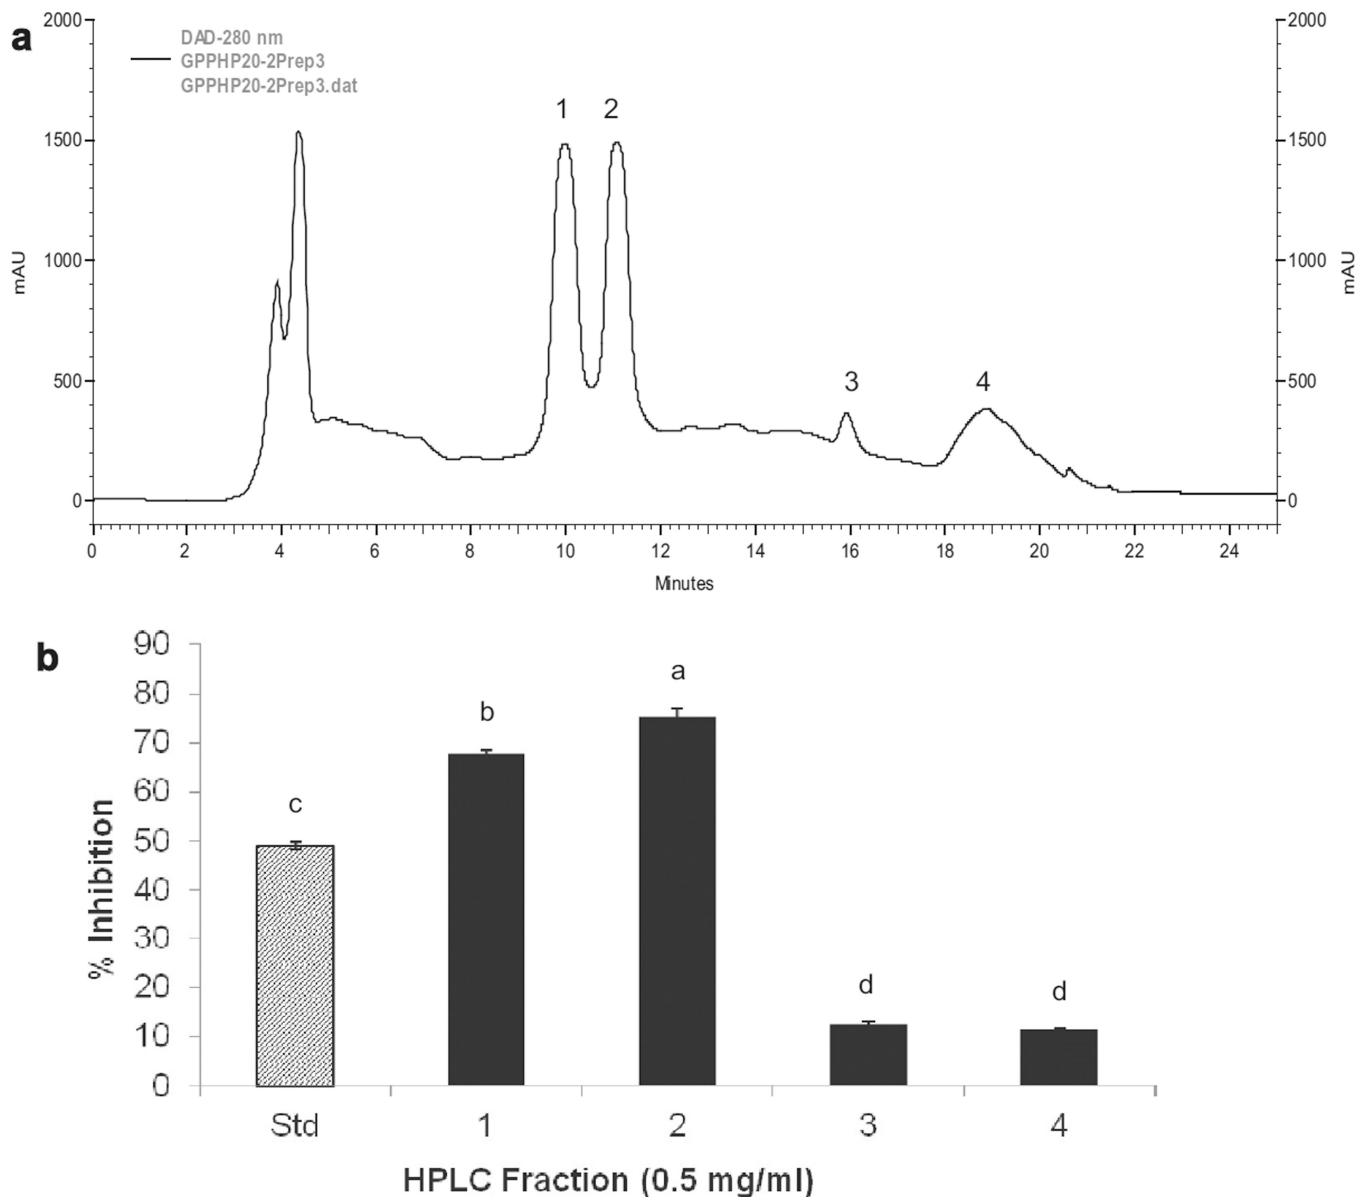 a
DAD-280 nm
GPPHP20-2Prep3
GPPHP20-2Prep3.dat
2000
1500
1000
500
0
mAU
2000
1500
1000
500
0
mAU
1 2
3 4
0 2 4 6 8 10 12 14 16 18 20 22 24
Minutes
b
90
80
70
60
50
40
30
20
10
0
% Inhibition
c b a d d
Std 1 2 3 4
HPLC Fraction (0.5 mg/ml)